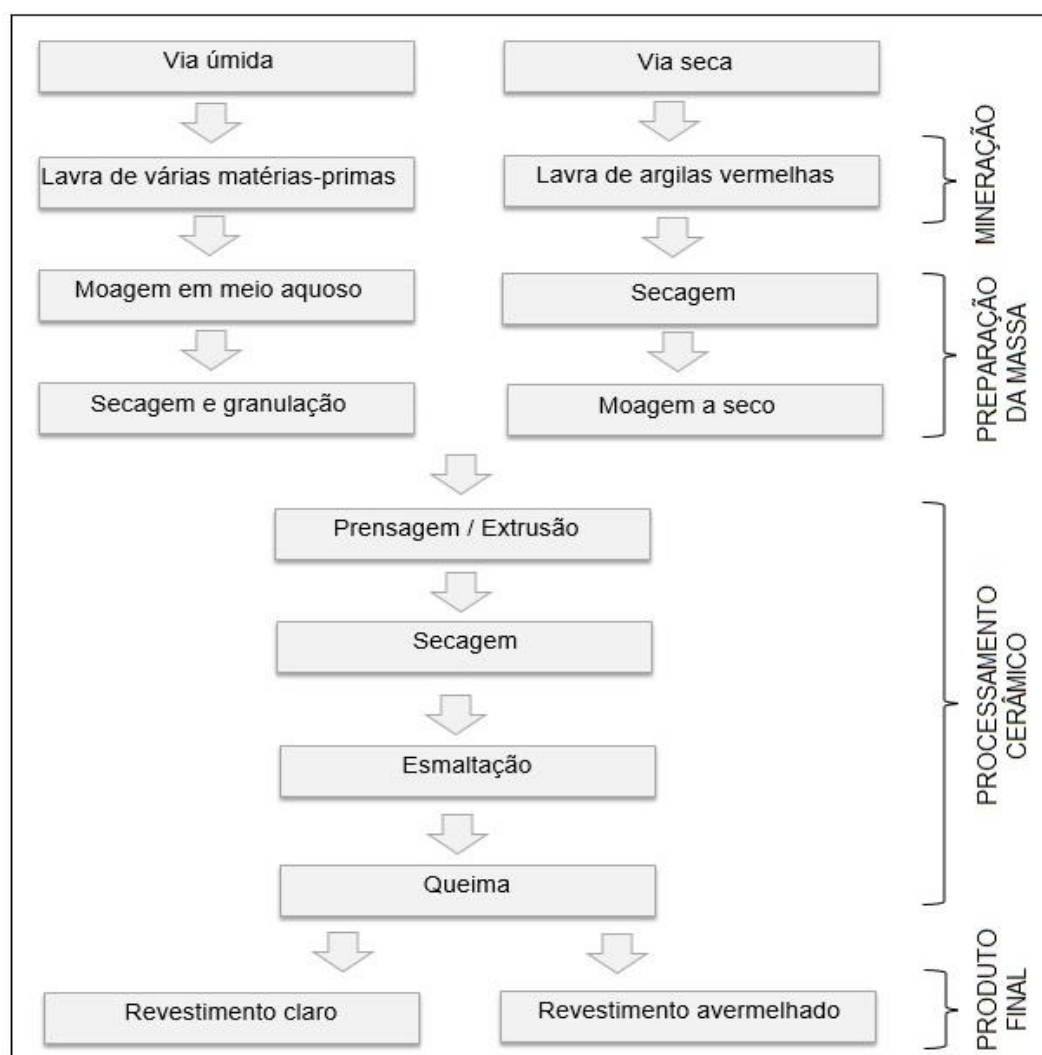 Via úmida
Via seca
Lavra de várias matérias-primas
Lavra de argilas vermelhas
MINERAÇÃO
Moagem em meio aquoso
Secagem
Secagem e granulação
Moagem a seco
PREPARAÇÃO
DA MASSA
Prensagem / Extrusão
Secagem
Esmaltação
Queima
PROCESSAMENTO
CERÂMICO
Revestimento claro
Revestimento avermelhado
PRODUTO
FINAL